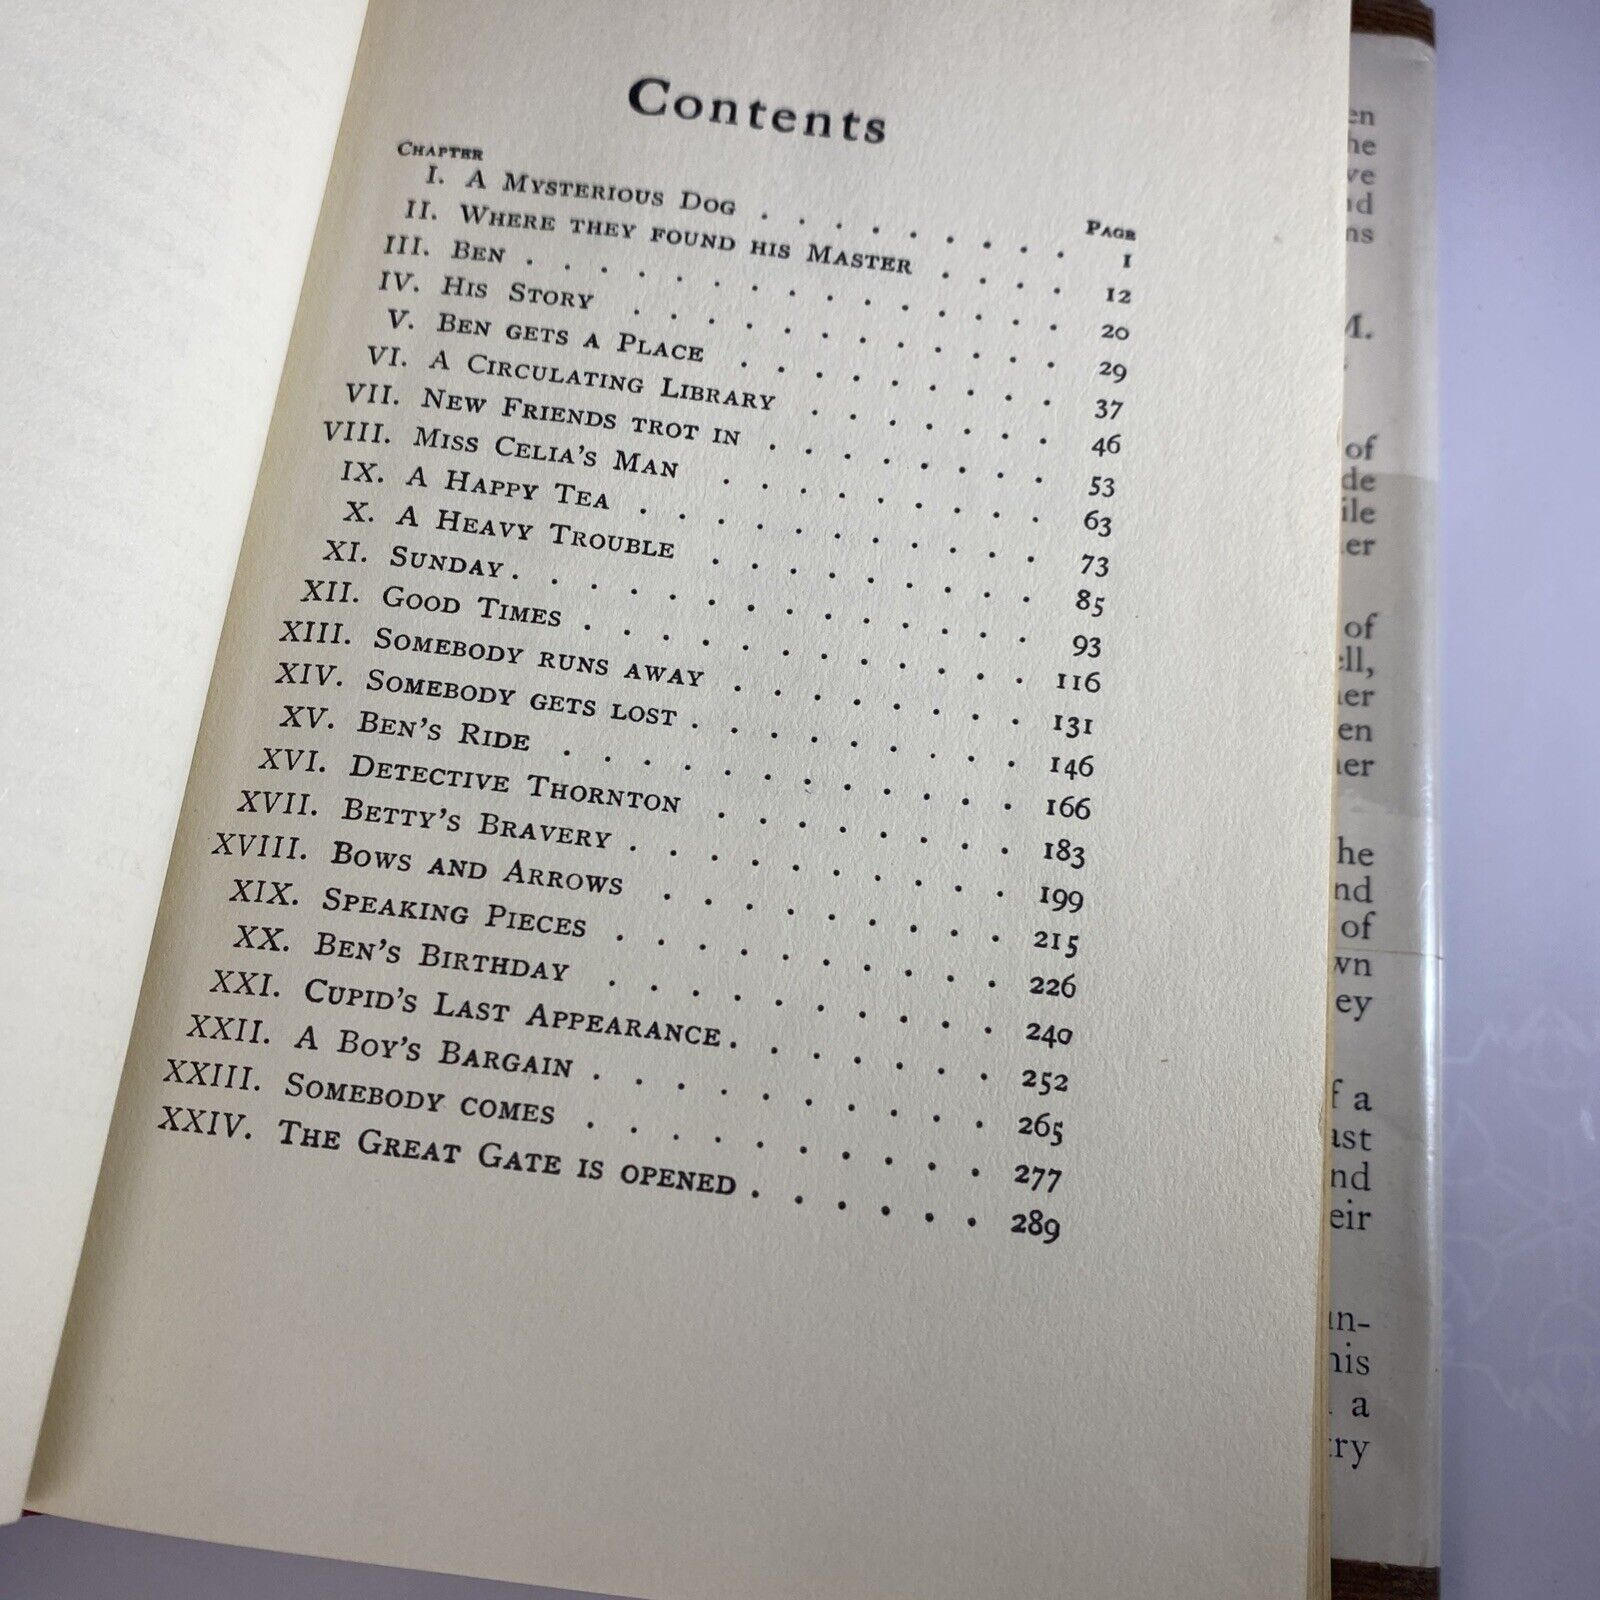 Contents
CHAPTER PAGE
I. A MYSTERIOUS DOG . . . . . . . . . 1
II. WHERE THEY FOUND HIS MASTER . . . . 12
III. BEN . . . . . . . . . . . . . . . 20
IV. HIS STORY . . . . . . . . . . . . 29
V. BEN GETS A PLACE . . . . . . . . . 37
VI. A CIRCULATING LIBRARY . . . . . . . 46
VII. NEW FRIENDS TROT IN . . . . . . . . 53
VIII. MISS CELIA'S MAN . . . . . . . . . 63
IX. A HAPPY TEA . . . . . . . . . . . 73
X. A HEAVY TROUBLE . . . . . . . . . 85
XI. SUNDAY . . . . . . . . . . . . . . 93
XII. GOOD TIMES . . . . . . . . . . . . 116
XIII. SOMEBODY RUNS AWAY . . . . . . . . 131
XIV. SOMEBODY GETS LOST . . . . . . . . . 146
XV. BEN'S RIDE . . . . . . . . . . . . 166
XVI. DETECTIVE THORNTON . . . . . . . . 183
XVII. BETTY'S BRAVERY . . . . . . . . . . 199
XVIII. BOWS AND ARROWS . . . . . . . . . 215
XIX. SPEAKING PIECES . . . . . . . . . . 226
XX. BEN'S BIRTHDAY . . . . . . . . . . 240
XXI. CUPID'S LAST APPEARANCE . . . . . . . 252
XXII. A BOY'S BARGAIN . . . . . . . . . . 265
XXIII. SOMEBODY COMES . . . . . . . . . . 277
XXIV. THE GREAT GATE IS OPENED . . . . . . 289